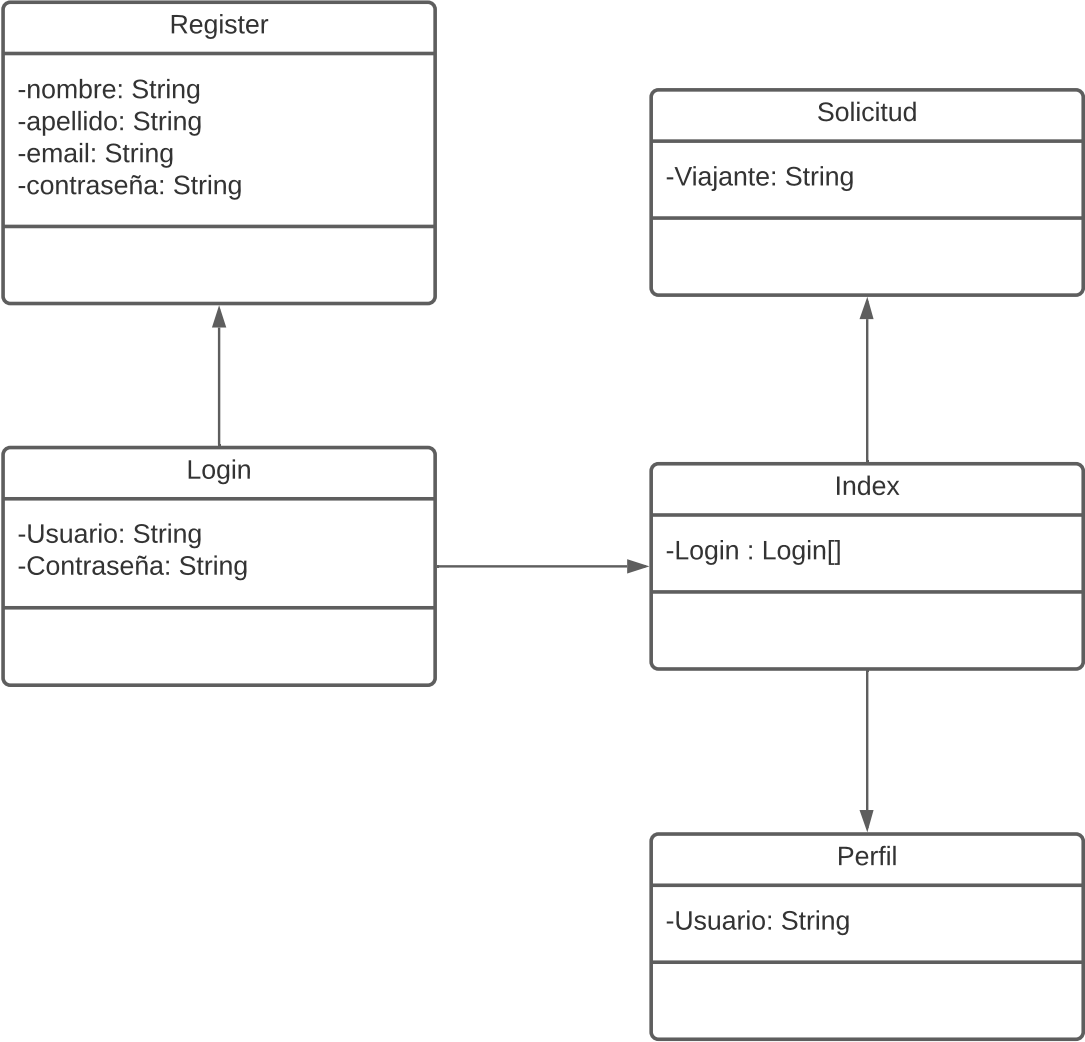 Register
-nombre: String
-apellido: String
-email: String
-contraseña: String
Solicitud
-Viajante: String
Login
-Usuario: String
-Contraseña: String
Index
-Login : Login[]
Perfil
-Usuario: String